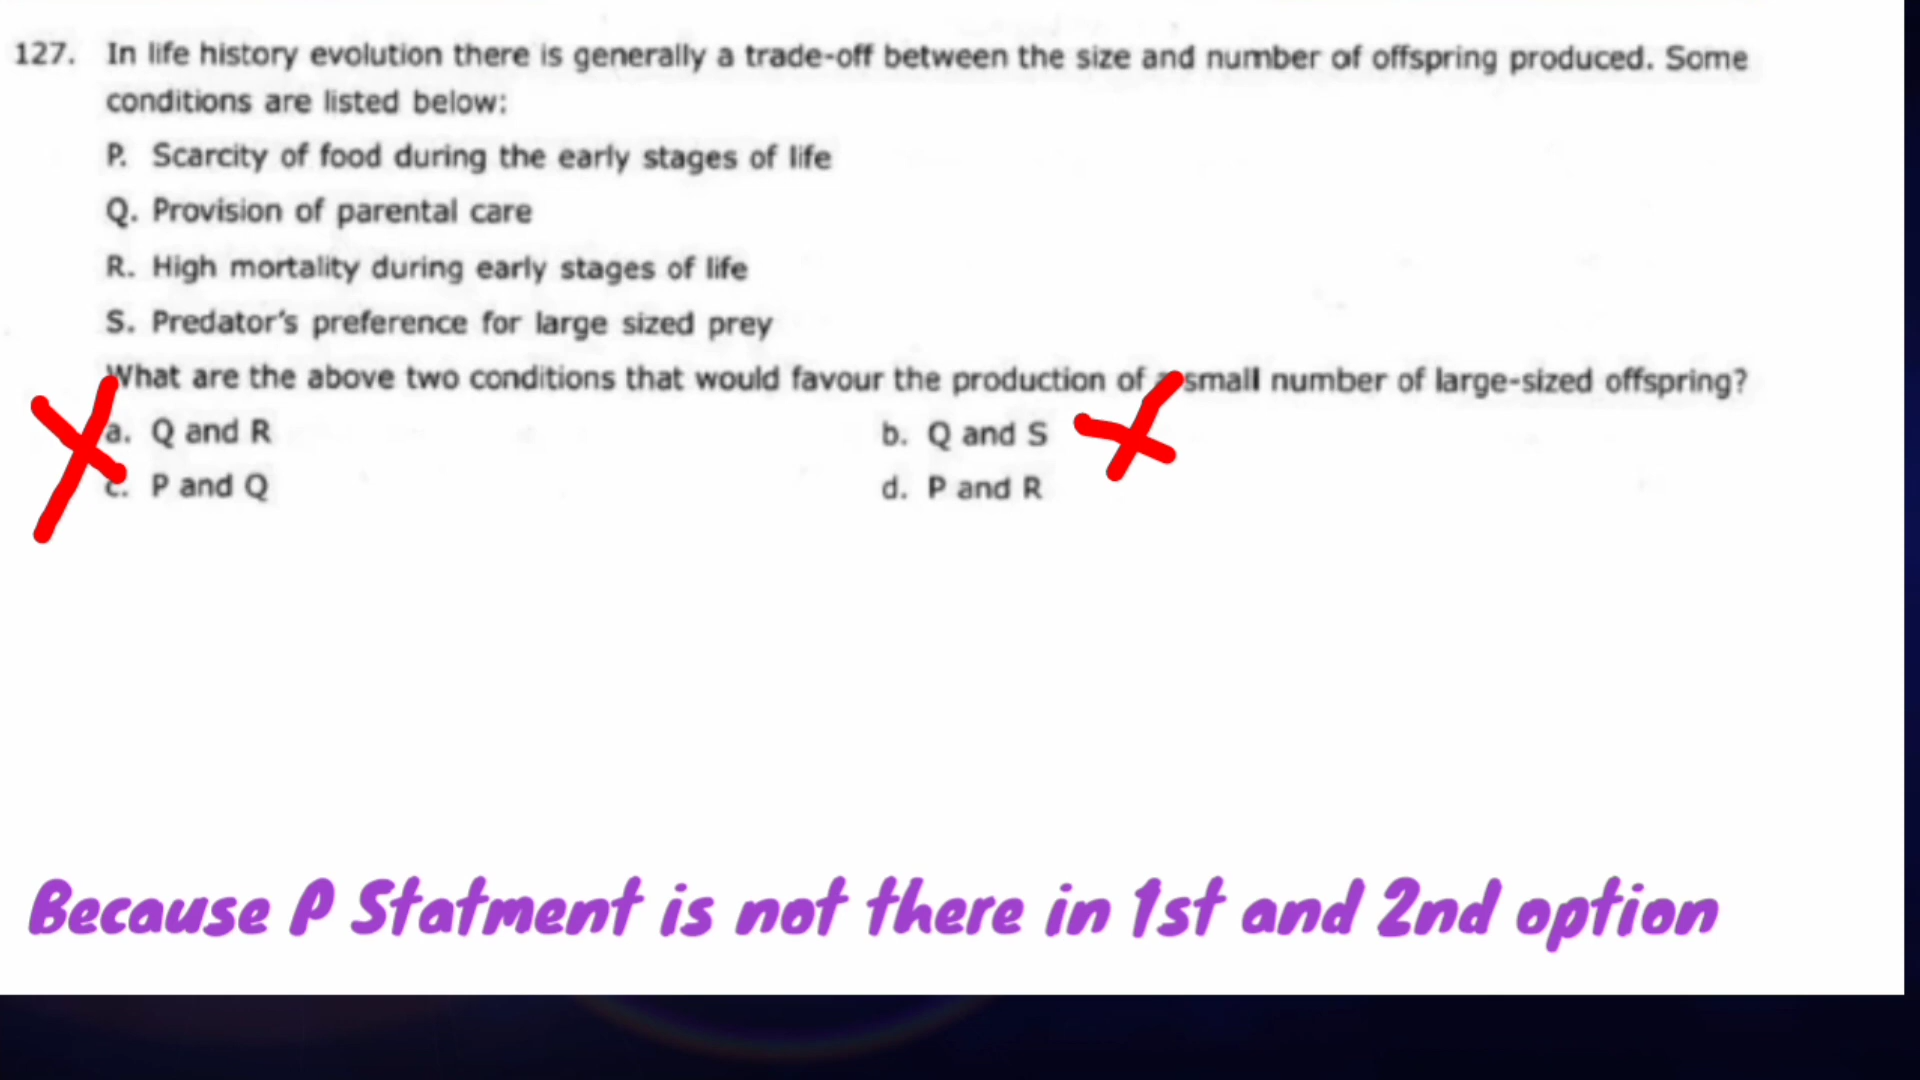 127. In life history evolution there is generally a trade-off between the size and number of offspring produced. Some
conditions are listed below:
P. Scarcity of food during the early stages of life
Q. Provision of parental care
R. High mortality during early stages of life
S. Predator's preference for large sized prey
What are the above two conditions that would favour the production of small number of large-sized offspring?
a. Q and R
b. Q and S
c. P and Q
d. P and R
Because P Statment is not there in 1st and 2nd option